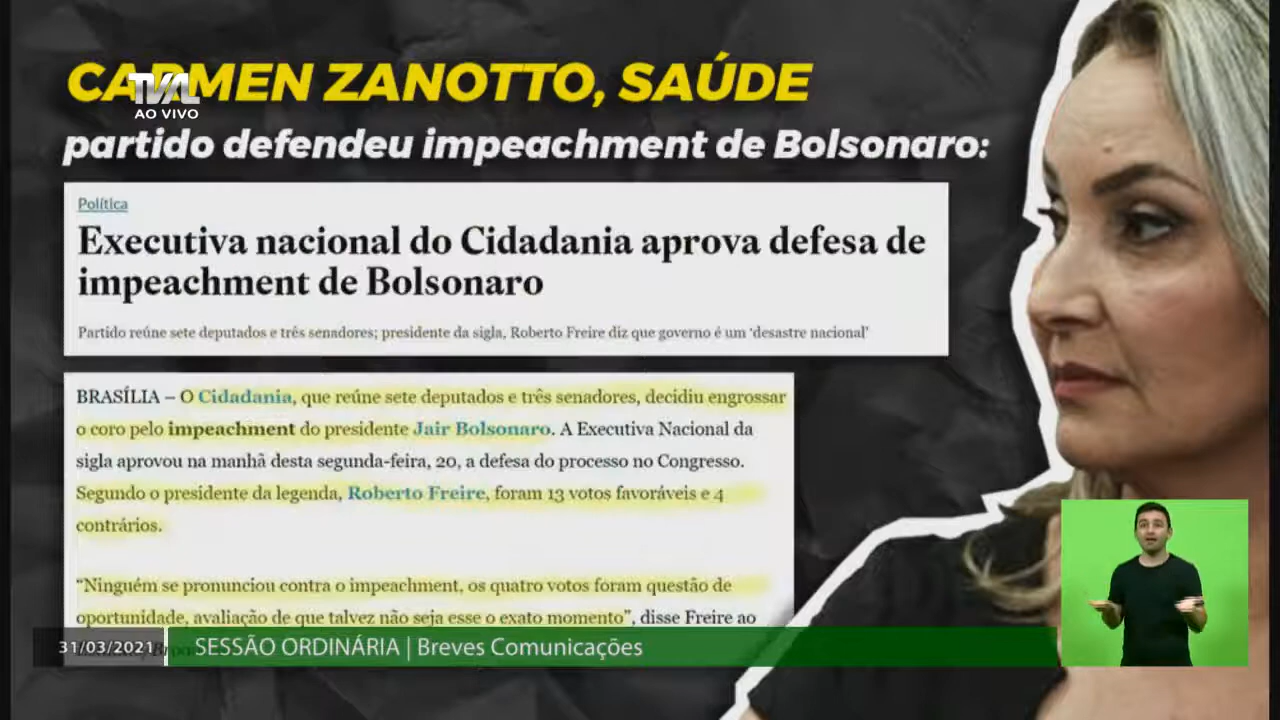 CARMEN ZANOTTO, SAÚDE
TVAL
AO VIVO
partido defendeu impeachment de Bolsonaro:
Política
Executiva nacional do Cidadania aprova defesa de
impeachment de Bolsonaro
Partido reúne sete deputados e três senadores; presidente da sigla, Roberto Freire diz que governo é um ‘desastre nacional’
BRASÍLIA – O Cidadania, que reúne sete deputados e três senadores, decidiu engrossar
o coro pelo impeachment do presidente Jair Bolsonaro. A Executiva Nacional da
sigla aprovou na manhã desta segunda-feira, 20, a defesa do processo no Congresso.
Segundo o presidente da legenda, Roberto Freire, foram 13 votos favoráveis e 4
contrários.
“Ninguém se pronunciou contra o impeachment, os quatro votos foram questão de
oportunidade, avaliação de que talvez não seja esse o exato momento”, disse Freire ao
31/03/2021
SESSÃO ORDINÁRIA | Breves Comunicações